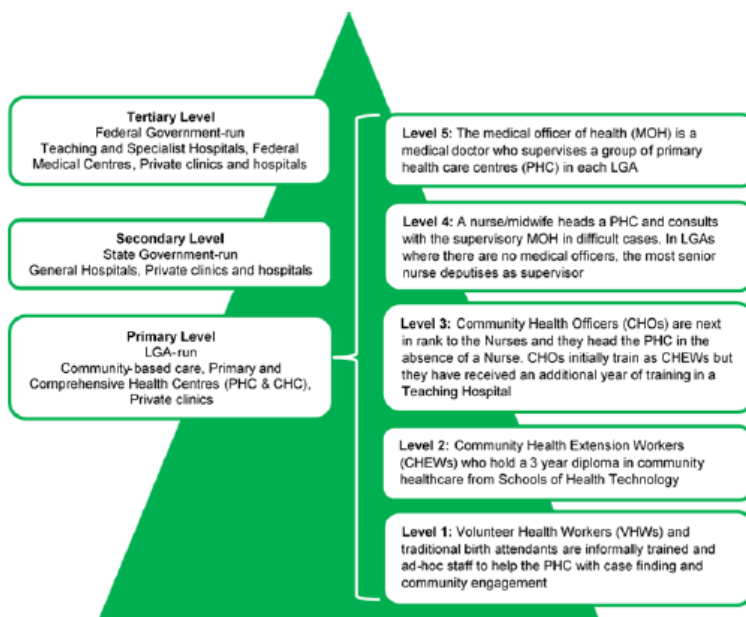 Tertiary Level
Federal Government-run
Teaching and Specialist Hospitals, Federal
Medical Centres, Private clinics and hospitals
Secondary Level
State Government-run
General Hospitals, Private clinics and hospitals
Primary Level
LGA-run
Community-based care, Primary and
Comprehensive Health Centres (PHC & CHC),
Private clinics
Level 5: The medical officer of health (MOH) is a
medical doctor who supervises a group of primary
health care centres (PHC) in each LGA
Level 4: A nurse/midwife heads a PHC and consults
with the supervisory MOH in difficult cases. In LGAs
where there are no medical officers, the most senior
nurse deputises as supervisor
Level 3: Community Health Officers (CHOs) are next
in rank to the Nurses and they head the PHC in the
absence of a Nurse. CHOs initially train as CHEWs but
they have received an additional year of training in a
Teaching Hospital
Level 2: Community Health Extension Workers
(CHEWs) who hold a 3 year diploma in community
healthcare from Schools of Health Technology
Level 1: Volunteer Health Workers (VHWs) and
traditional birth attendants are informally trained and
ad-hoc staff to help the PHC with case finding and
community engagement